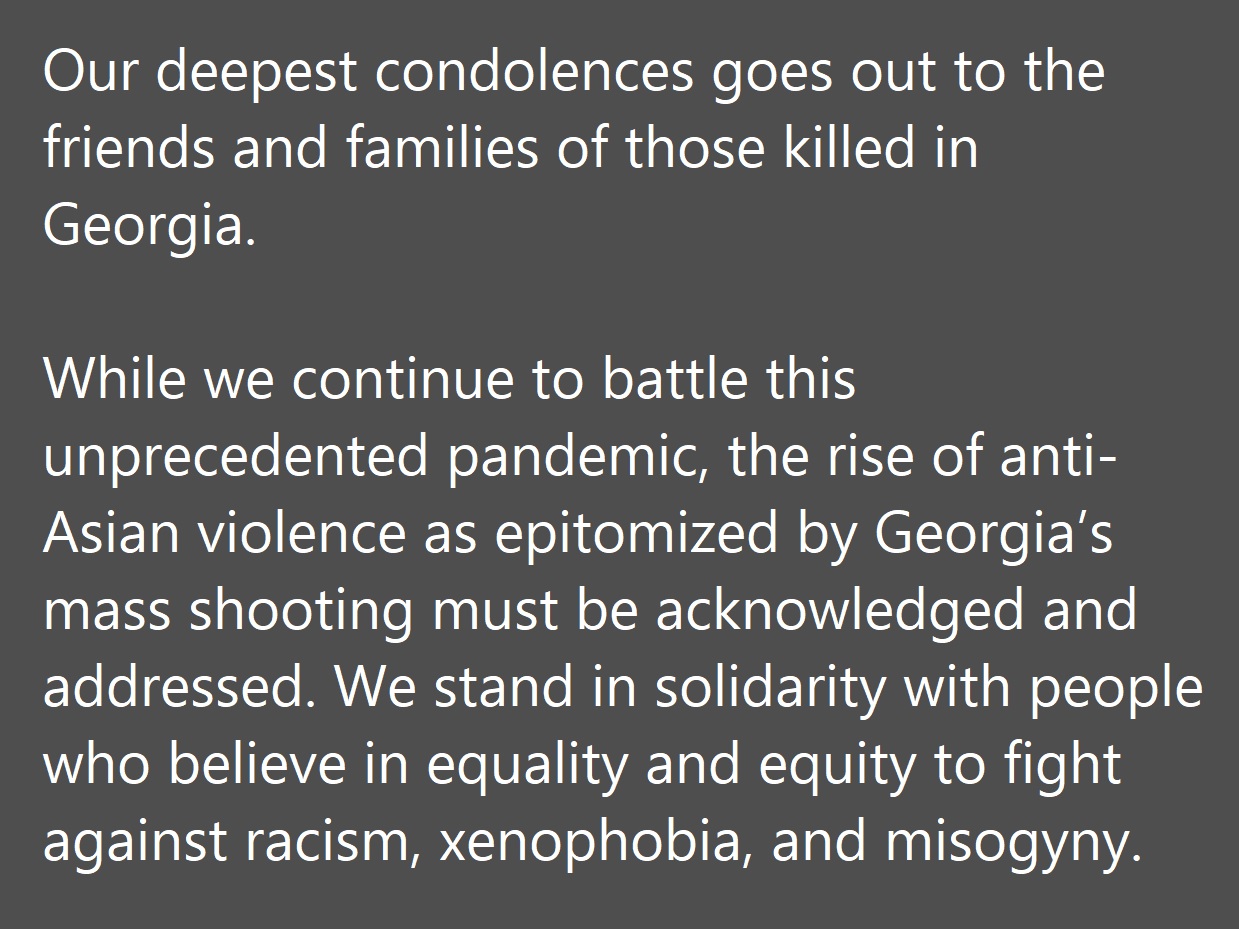 Our deepest condolences goes out to the
friends and families of those killed in
Georgia.
While we continue to battle this
unprecedented pandemic, the rise of anti-
Asian violence as epitomized by Georgia’s
mass shooting must be acknowledged and
addressed. We stand in solidarity with people
who believe in equality and equity to fight
against racism, xenophobia, and misogyny.